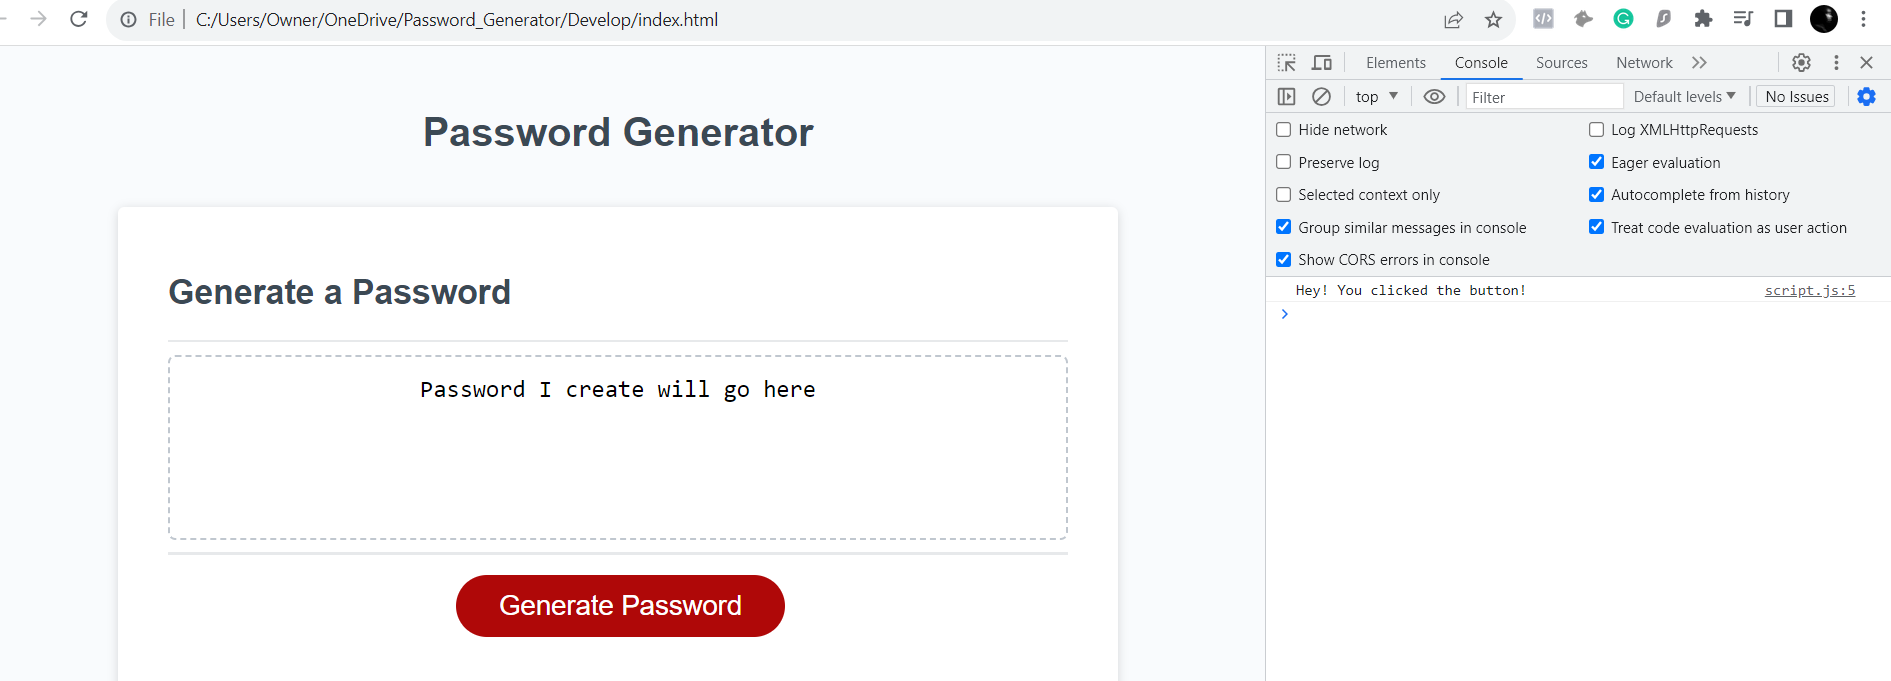 File
C:/Users/Owner/OneDrive/Password_Generator/Develop/index.html
Elements Console Sources Network
top Filter Default levels No Issues
Hide network Log XMLHttpRequests
Preserve log Eager evaluation
Selected context only Autocomplete from history
Group similar messages in console Treat code evaluation as user action
Show CORS errors in console
Hey! You clicked the button! script.js:5
Password Generator
Generate a Password
Password I create will go here
Generate Password